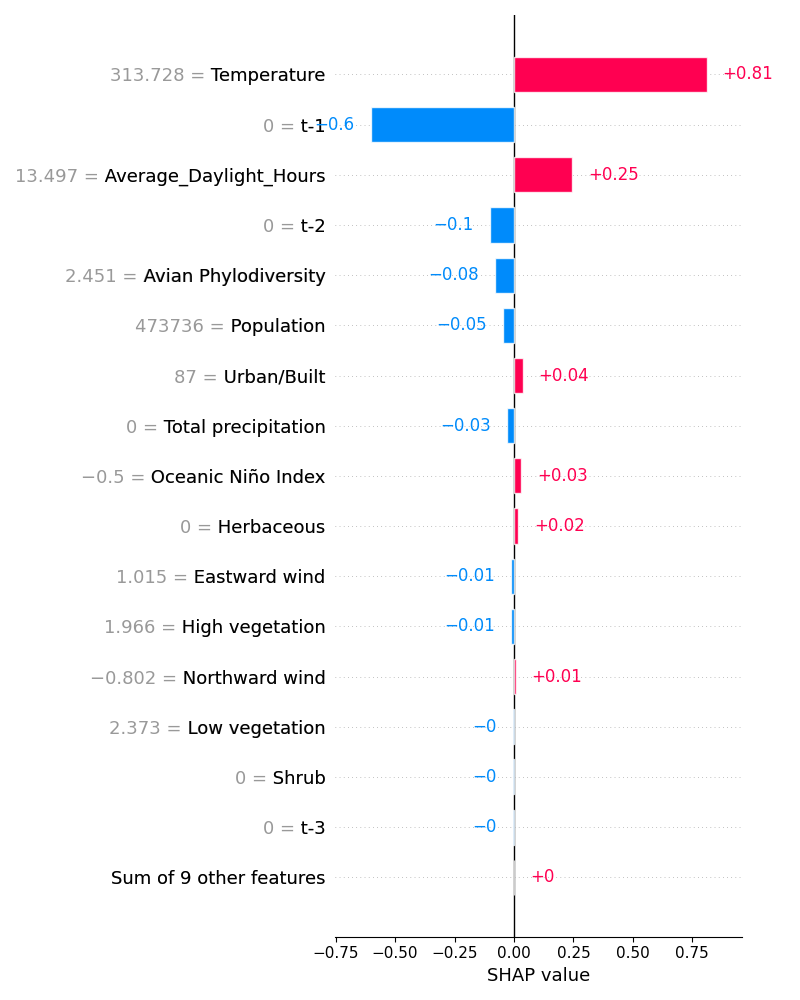 313.728 = Temperature +0.81
0 = t-1 −0.6
13.497 = Average_Daylight_Hours +0.25
0 = t-2 −0.1
2.451 = Avian Phylodiversity −0.08
473736 = Population −0.05
87 = Urban/Built +0.04
0 = Total precipitation −0.03
−0.5 = Oceanic Niño Index +0.03
0 = Herbaceous +0.02
1.015 = Eastward wind −0.01
1.966 = High vegetation −0.01
−0.802 = Northward wind +0.01
2.373 = Low vegetation −0
0 = Shrub −0
0 = t-3 −0
Sum of 9 other features +0
−0.75 −0.50 −0.25 0.00 0.25 0.50 0.75
SHAP value